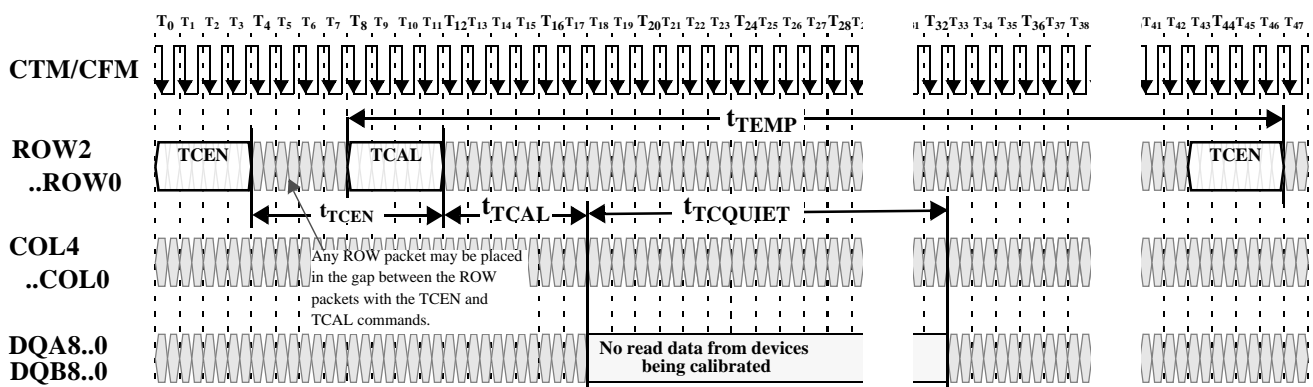 T0 T1 T2 T3 T4 T5 T6 T7 T8 T9 T10 T11 T12 T13 T14 T15 T16 T17 T18 T19 T20 T21 T22 T23 T24 T25 T26 T27 T28 T32 T33 T34 T35 T36 T37 T38 T41 T42 T43 T44 T45 T46 T47
CTM/CFM
tTEMP
ROW2
..ROW0
TCEN TCAL TCEN
tTCEN tTCAL tTCQUIET
COL4
..COL0
Any ROW packet may be placed
in the gap between the ROW
packets with the TCEN and
TCAL commands.
DQA8..0
DQB8..0
No read data from devices
being calibrated